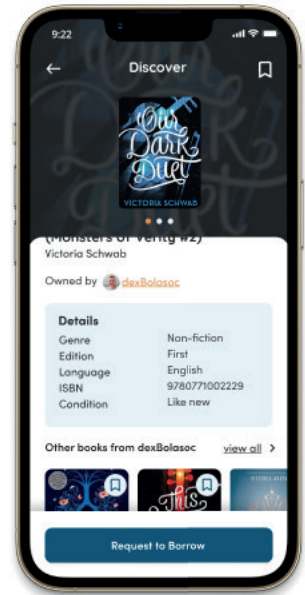 9:22
Discover
Our
Dark
Duet
VICTORIA SCHWAB
(Monsters of Verity #2)
Victoria Schwab
Owned by dexBolasoc
Details
Genre Non-fiction
Edition First
Language English
ISBN 9780771002229
Condition Like new
Other books from dexBolasoc view all >
This
Request to Borrow